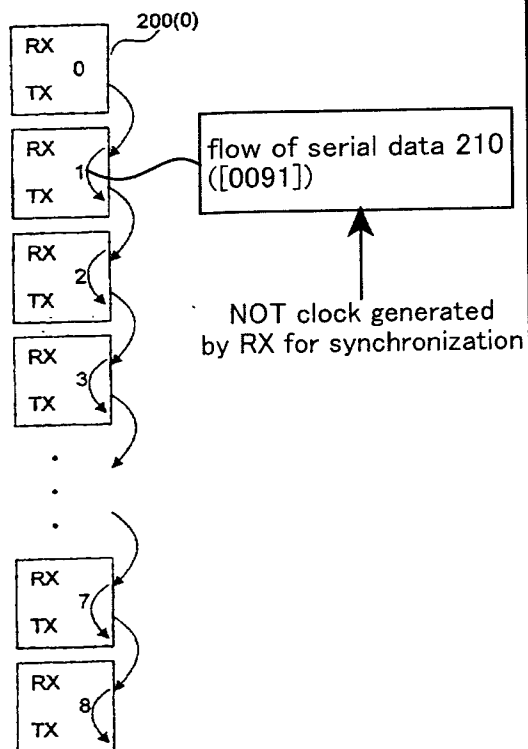 200(0)
RX
0
TX
RX
1
TX
flow of serial data 210
([0091])
RX
2
TX
NOT clock generated
by RX for synchronization
RX
3
TX
RX
7
TX
RX
8
TX